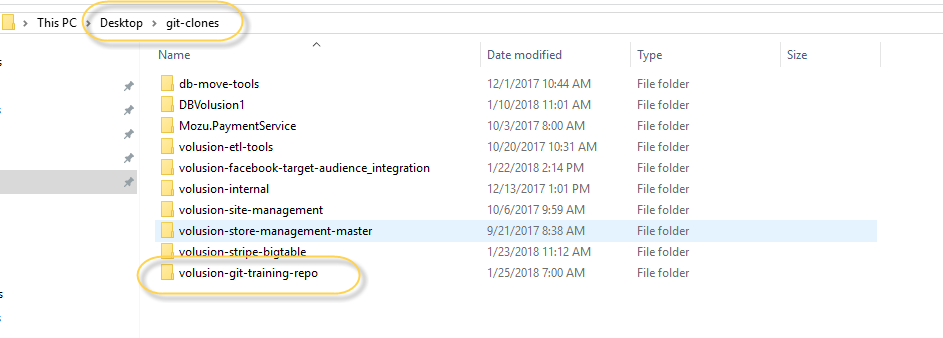 This PC > Desktop > git-clones
Name Date modified Type Size
db-move-tools 12/1/2017 10:44 AM File folder
DBVolusion1 1/10/2018 11:01 AM File folder
Mozu.PaymentService 10/3/2017 8:00 AM File folder
volusion-etl-tools 10/20/2017 10:31 AM File folder
volusion-facebook-target-audience_integration 1/22/2018 2:14 PM File folder
volusion-internal 12/13/2017 1:01 PM File folder
volusion-site-management 10/6/2017 9:59 AM File folder
volusion-store-management-master 9/21/2017 8:38 AM File folder
volusion-stripe-bigtable 1/23/2018 11:12 AM File folder
volusion-git-training-repo 1/25/2018 7:00 AM File folder